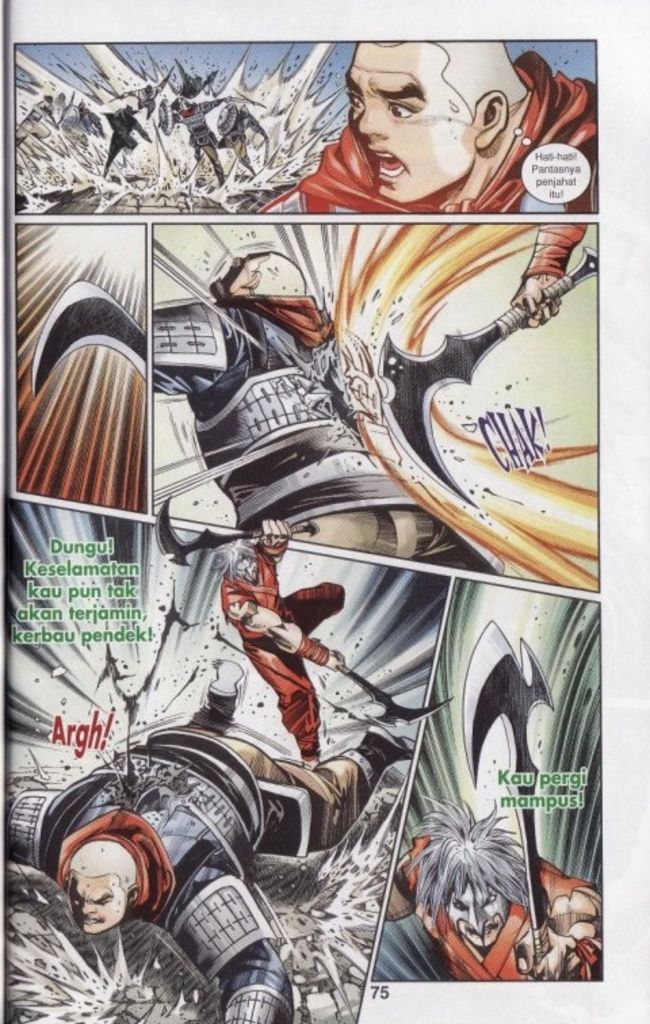 Hati-hati!
Pantasnya
penjahat
itu!
CHAK!
Dungu!
Keselamatan
kau pun tak
akan terjamin,
kerbau pendek!
Argh!
Kau pergi
mampus!
75